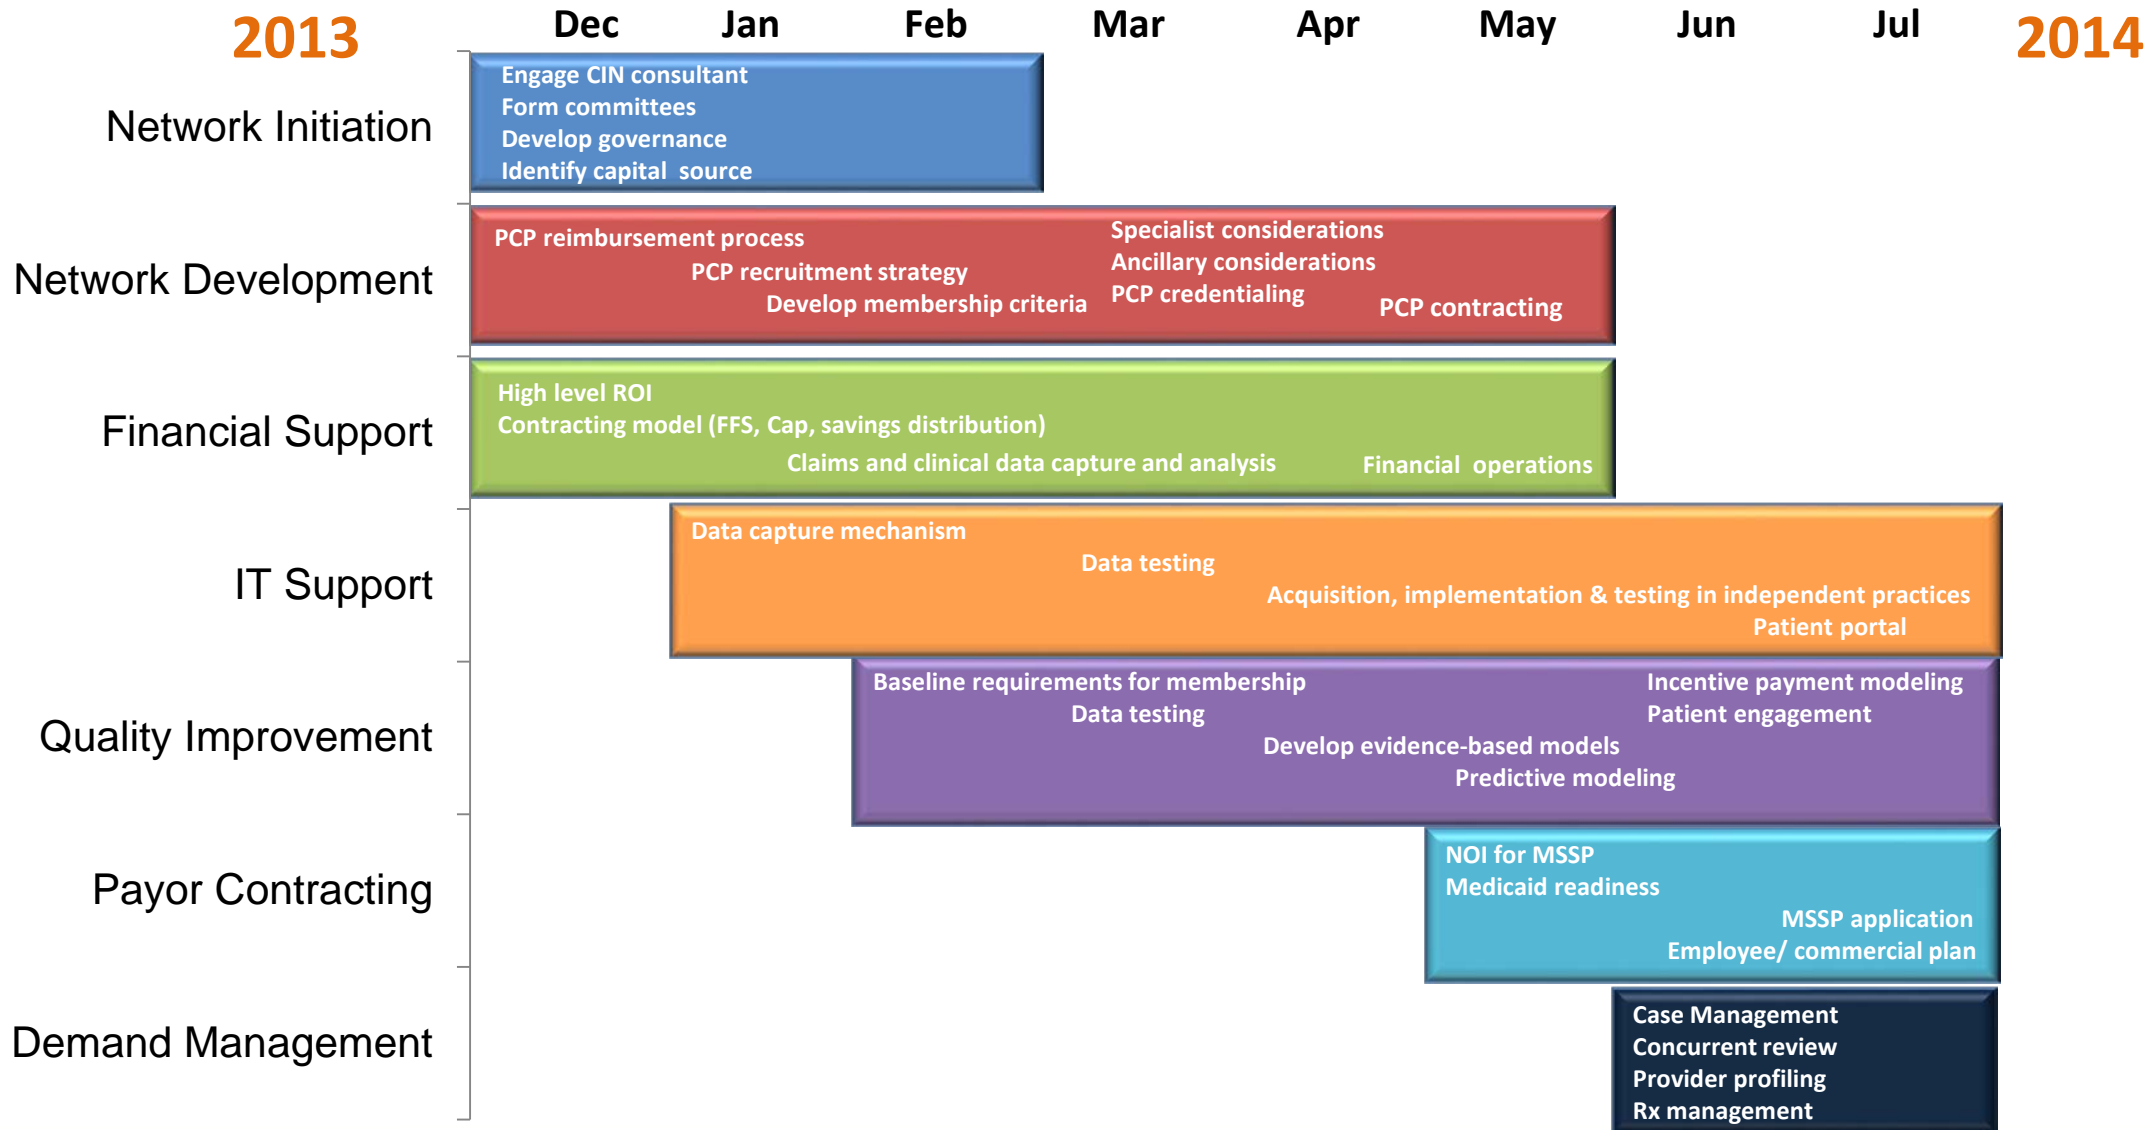 2013 Dec Jan Feb Mar Apr May Jun Jul 2014
Network Initiation
Engage CIN consultant
Form committees
Develop governance
Identify capital source
Network Development
PCP reimbursement process
PCP recruitment strategy
Develop membership criteria
Specialist considerations
Ancillary considerations
PCP credentialing
PCP contracting
Financial Support
High level ROI
Contracting model (FFS, Cap, savings distribution)
Claims and clinical data capture and analysis
Financial operations
IT Support
Data capture mechanism
Data testing
Acquisition, implementation & testing in independent practices
Patient portal
Quality Improvement
Baseline requirements for membership
Data testing
Develop evidence-based models
Predictive modeling
Incentive payment modeling
Patient engagement
Payor Contracting
NOI for MSSP
Medicaid readiness
MSSP application
Employee/ commercial plan
Demand Management
Case Management
Concurrent review
Provider profiling
Rx management